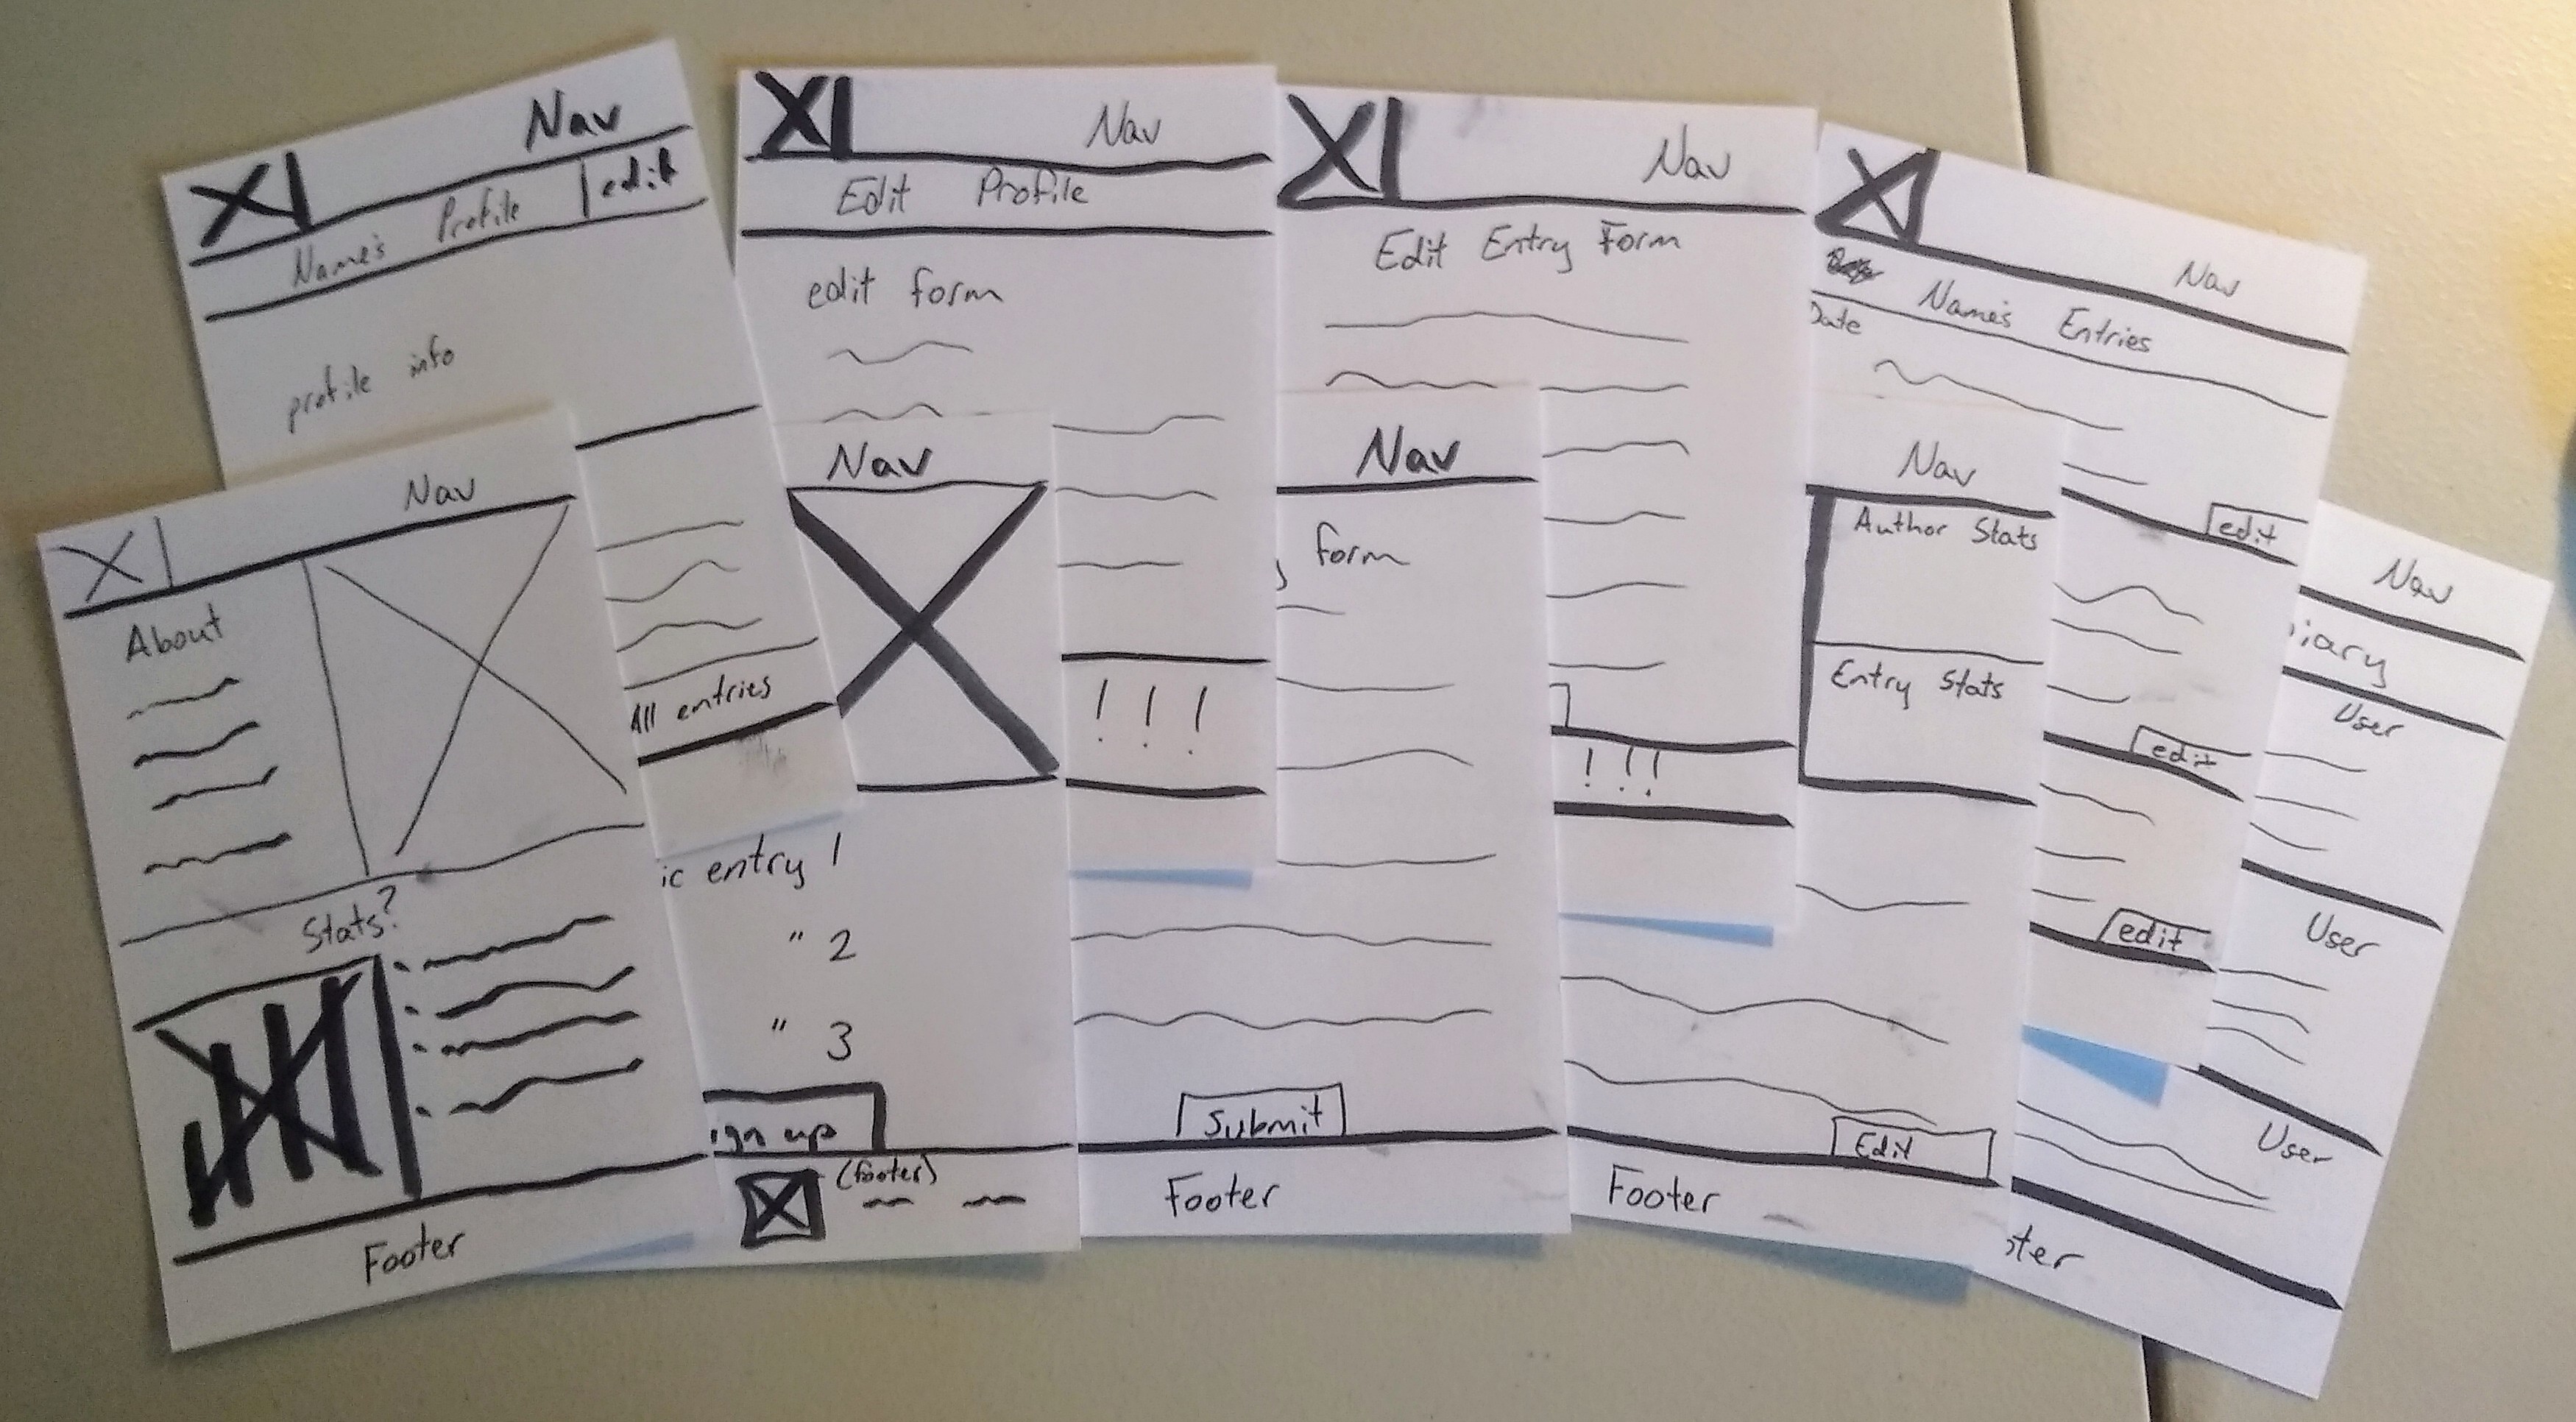 Nav
Name's Profile edit
profile info
All entries
Nav
Edit Profile
edit form
! ! !
Nav
Edit Entry Form
! ! !
Nav
Name's Entries
Date
edit
edit
edit
Nav
About
Stats?
Footer
Nav
ic entry 1
" 2
" 3
ign up
(footer)
Nav
form
Submit
Footer
Nav
Author Stats
Entry Stats
Edit
Footer
Nav
iary
User
User
User
ter